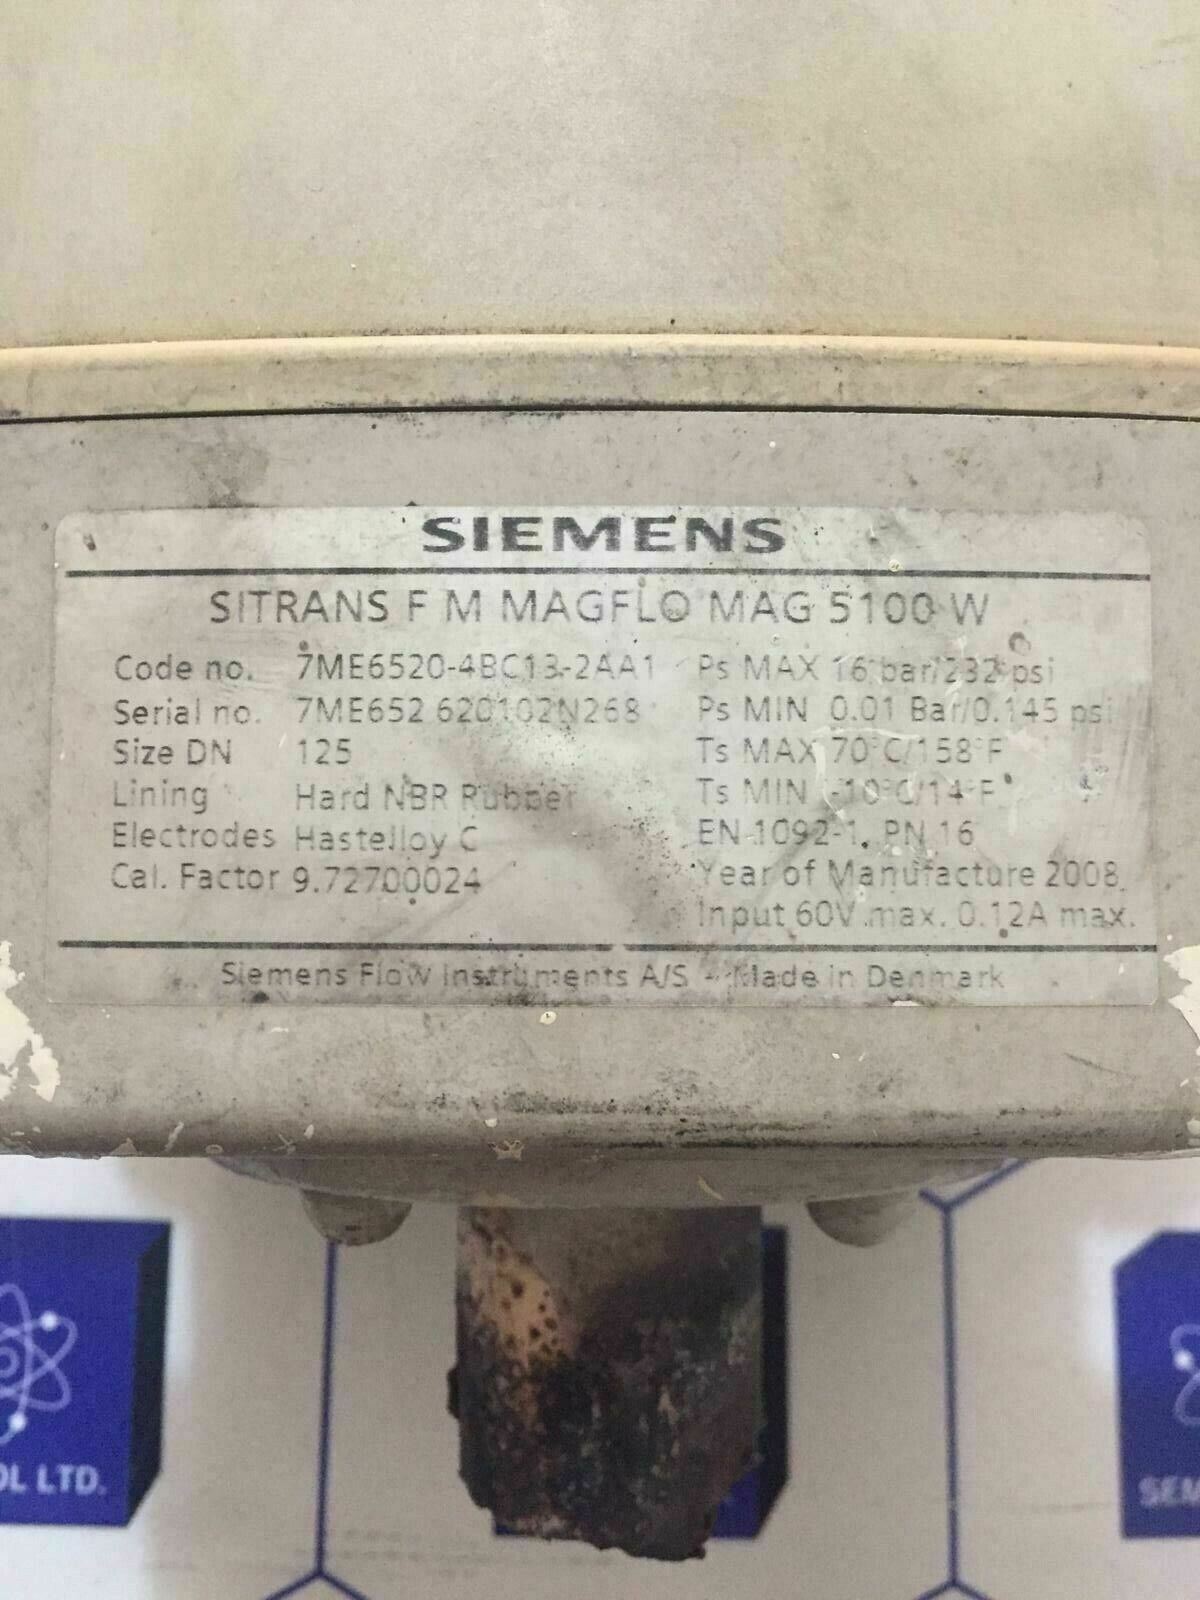 SIEMENS
SITRANS F M MAGFLO MAG 5100 W
Code no. 7ME6520-4BC13-2AA1
Serial no. 7ME652 620102N268
Size DN 125
Lining Hard NBR Rubber
Electrodes Hastelloy C
Cal. Factor 9.72700024
Ps MAX 16 bar/232 psi
Ps MIN 0.01 Bar/0.145 psi
Ts MAX 70°C/158°F
Ts MIN -10°C/14°F
EN 1092-1, PN 16
Year of Manufacture 2008
Input 60V max. 0.12A max.
Siemens Flow Instruments A/S - Made in Denmark
OL LTD.
SEM